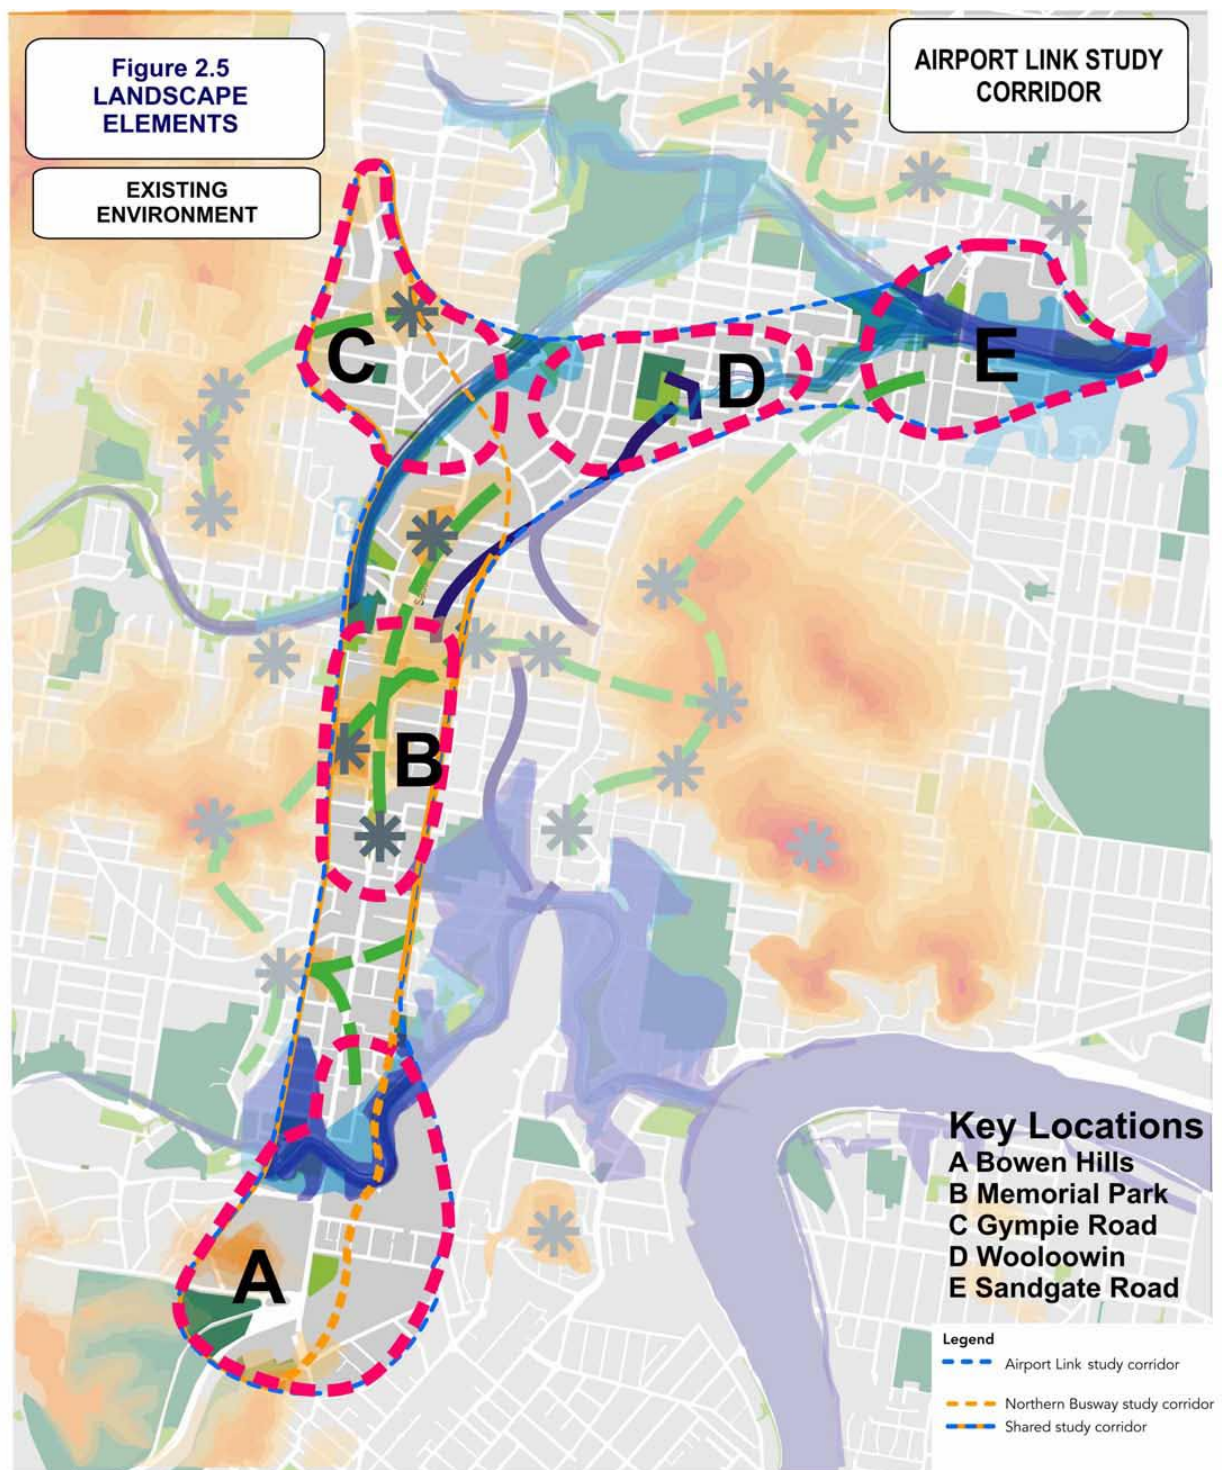 Figure 2.5
LANDSCAPE
ELEMENTS
EXISTING
ENVIRONMENT
AIRPORT LINK STUDY
CORRIDOR
C
D
E
B
A
Key Locations
A Bowen Hills
B Memorial Park
C Gympie Road
D Wooloowin
E Sandgate Road
Legend
Airport Link study corridor
Northern Busway study corridor
Shared study corridor